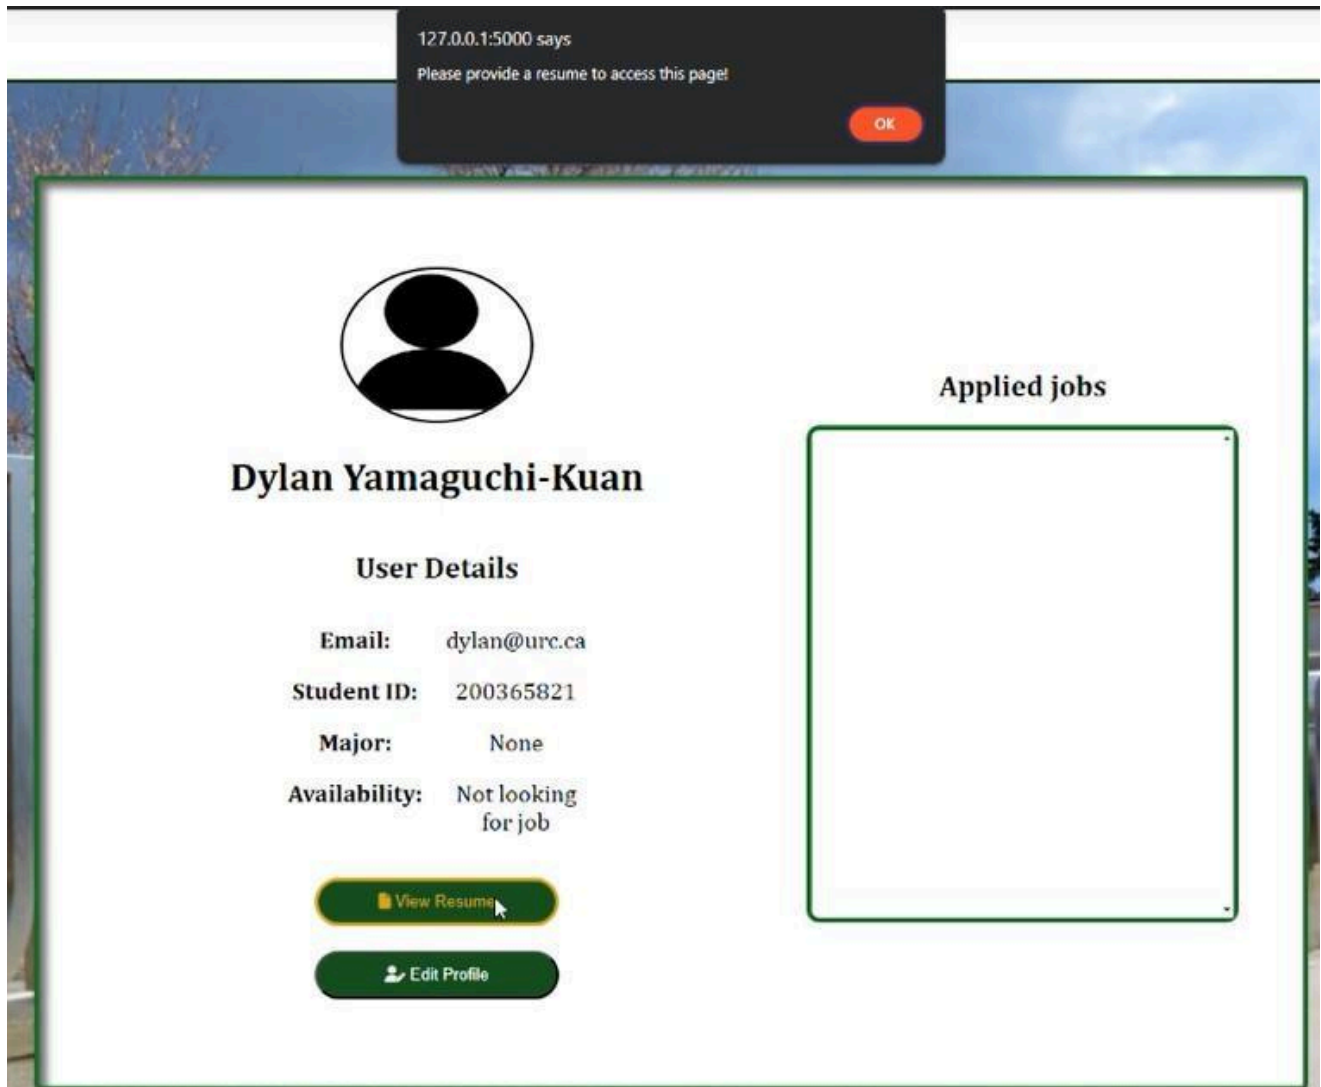 127.0.0.1:5000 says
Please provide a resume to access this page!
OK
Dylan Yamaguchi-Kuan
User Details
Email: dylan@urc.ca
Student ID: 200365821
Major: None
Availability: Not looking
for job
View Resume
Edit Profile
Applied jobs